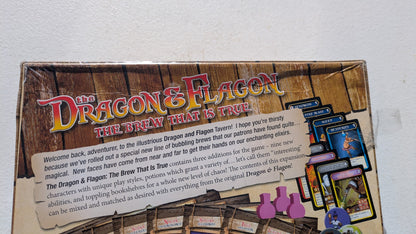 the
DRAGON & FLAGON
THE BREW THAT IS TRUE
Welcome back, adventurer, to the illustrious Dragon and Flagon Tavern! I hope you're thirsty
because we've rolled out a special new line of bubbling brews that our patrons have found quite...
magical. New faces have come from near and far to get their hands on our enchanting elixirs.
The Dragon & Flagon: The Brew That Is True contains three additions for the game – nine new
characters with unique play styles, potions which grant a variety of... let's call them "interesting"
abilities, and toppling bookshelves for a whole new level of chaos! The contents of this expansion
can be mixed and matched as desired with everything from the original Dragon & Flagon!